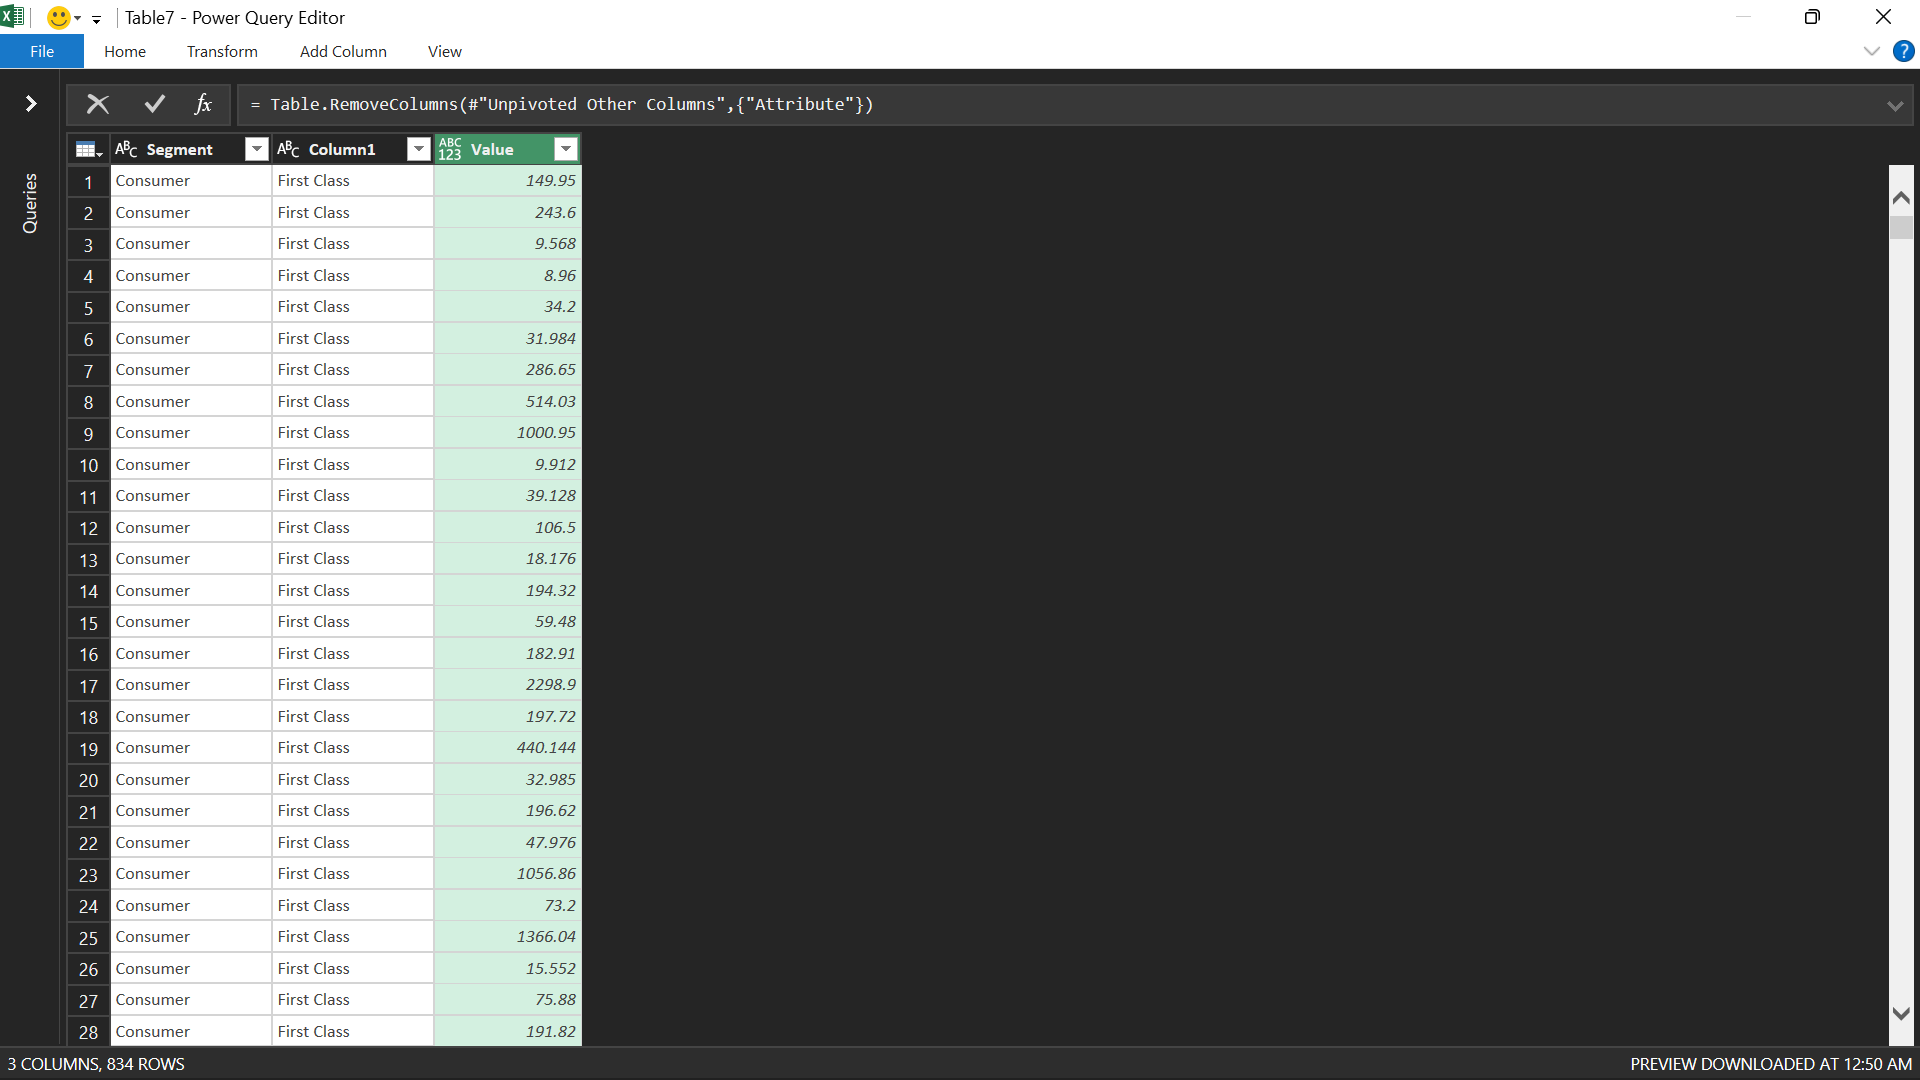 Table7 - Power Query Editor
File Home Transform Add Column View
?
fx = Table.RemoveColumns(#"Unpivoted Other Columns",{"Attribute"})
Queries
ABC Segment ABC Column1 ABC 123 Value
1 Consumer First Class 149.95
2 Consumer First Class 243.6
3 Consumer First Class 9.568
4 Consumer First Class 8.96
5 Consumer First Class 34.2
6 Consumer First Class 31.984
7 Consumer First Class 286.65
8 Consumer First Class 514.03
9 Consumer First Class 1000.95
10 Consumer First Class 9.912
11 Consumer First Class 39.128
12 Consumer First Class 106.5
13 Consumer First Class 18.176
14 Consumer First Class 194.32
15 Consumer First Class 59.48
16 Consumer First Class 182.91
17 Consumer First Class 2298.9
18 Consumer First Class 197.72
19 Consumer First Class 440.144
20 Consumer First Class 32.985
21 Consumer First Class 196.62
22 Consumer First Class 47.976
23 Consumer First Class 1056.86
24 Consumer First Class 73.2
25 Consumer First Class 1366.04
26 Consumer First Class 15.552
27 Consumer First Class 75.88
28 Consumer First Class 191.82
3 COLUMNS, 834 ROWS PREVIEW DOWNLOADED AT 12:50 AM